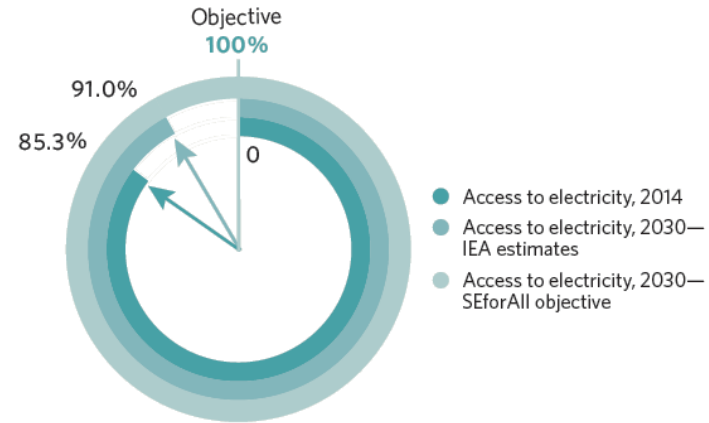 Objective
100%
91.0%
85.3%
0
Access to electricity, 2014
Access to electricity, 2030—
IEA estimates
Access to electricity, 2030—
SEforAll objective